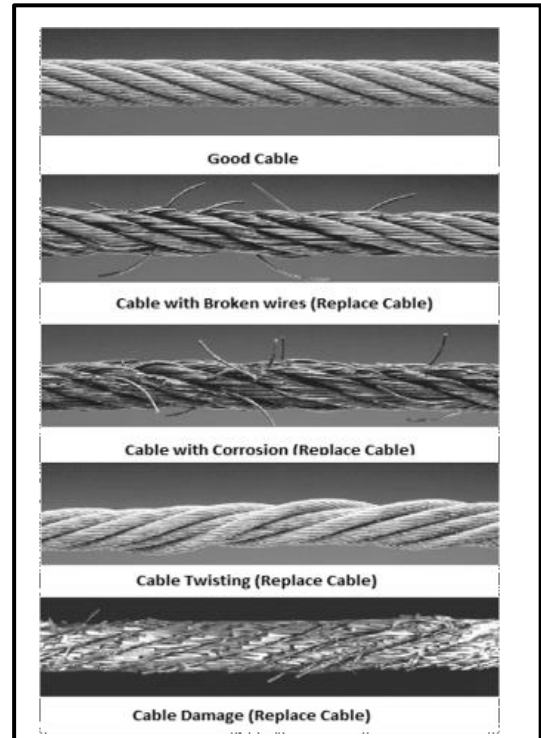 Good Cable
Cable with Broken wires (Replace Cable)
Cable with Corrosion (Replace Cable)
Cable Twisting (Replace Cable)
Cable Damage (Replace Cable)